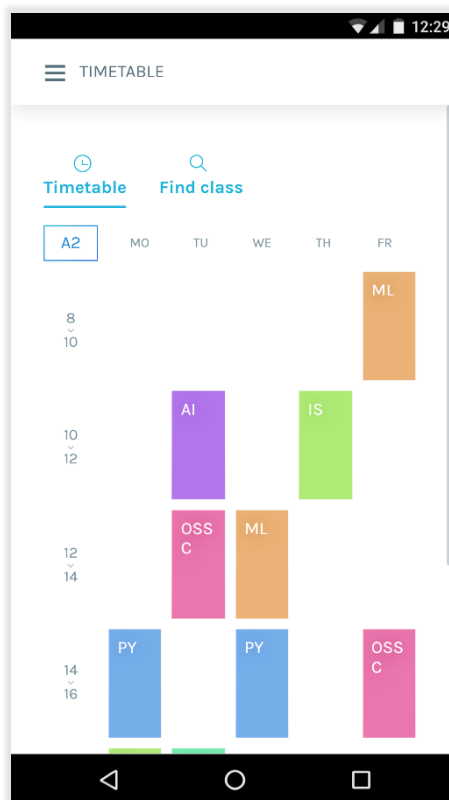 12:29
TIMETABLE
Timetable Find class
A2 MO TU WE TH FR
8
10
ML
10
12
AI IS
12
14
OSS
C
ML
14
16
PY PY OSS
C